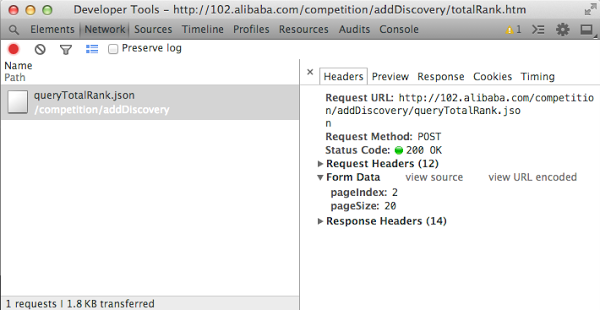 Developer Tools - http://102.alibaba.com/competition/addDiscovery/totalRank.htm
Elements Network Sources Timeline Profiles Resources Audits Console 1
Preserve log
Name
Path
queryTotalRank.json
/competition/addDiscovery
× Headers Preview Response Cookies Timing
Request URL: http://102.alibaba.com/competitio
n/addDiscovery/queryTotalRank.jso
n
Request Method: POST
Status Code: 200 OK
Request Headers (12)
Form Data view source view URL encoded
pageIndex: 2
pageSize: 20
Response Headers (14)
1 requests | 1.8 KB transferred